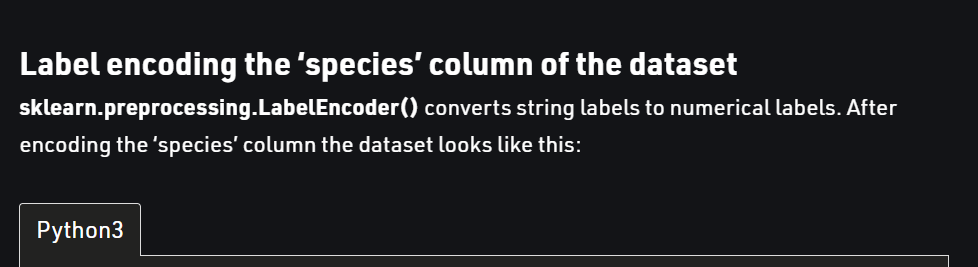 Label encoding the ‘species’ column of the dataset
sklearn.preprocessing.LabelEncoder() converts string labels to numerical labels. After
encoding the ‘species’ column the dataset looks like this:
Python3